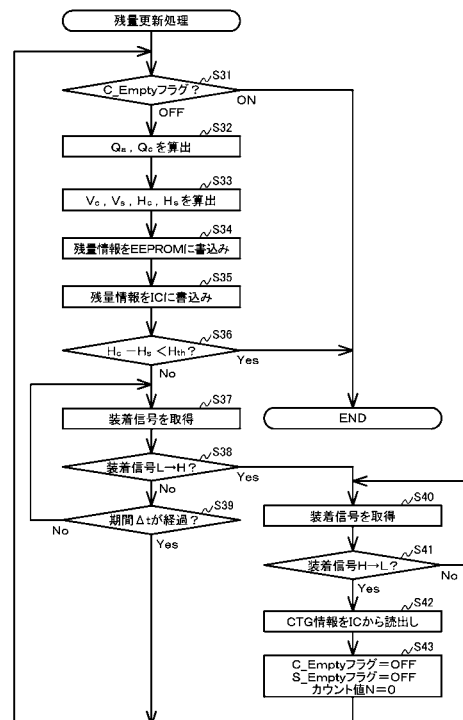 残量更新処理
S31
C_Emptyフラグ?
ON
OFF
S32
Qa, Qcを算出
S33
Vc, Vs, Hc, Hsを算出
S34
残量情報をEEPROMに書込み
S35
残量情報をICに書込み
S36
Hc－Hs＜Hth?
Yes
No
S37
装着信号を取得
END
S38
装着信号L→H?
Yes
No
S39
期間Δtが経過?
No
Yes
S40
装着信号を取得
S41
装着信号H→L?
No
Yes
S42
CTG情報をICから読出し
S43
C_Emptyフラグ＝OFF
S_Emptyフラグ＝OFF
カウント値N＝0